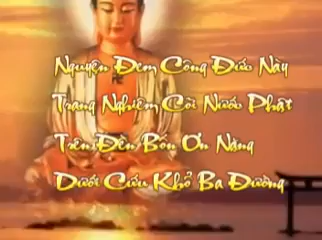 Nguyện Đem Công Đức Này
Trang Nghiêm Cõi Nước Phật
Trên Đền Bốn Ơn Nặng
Dưới Cứu Khổ Ba Đường